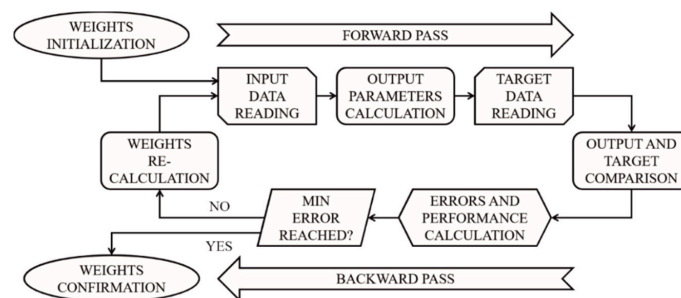 WEIGHTS
INITIALIZATION
FORWARD PASS
INPUT
DATA
READING
OUTPUT
PARAMETERS
CALCULATION
TARGET
DATA
READING
WEIGHTS
RE-
CALCULATION
OUTPUT AND
TARGET
COMPARISON
NO
MIN
ERROR
REACHED?
ERRORS AND
PERFORMANCE
CALCULATION
YES
WEIGHTS
CONFIRMATION
BACKWARD PASS